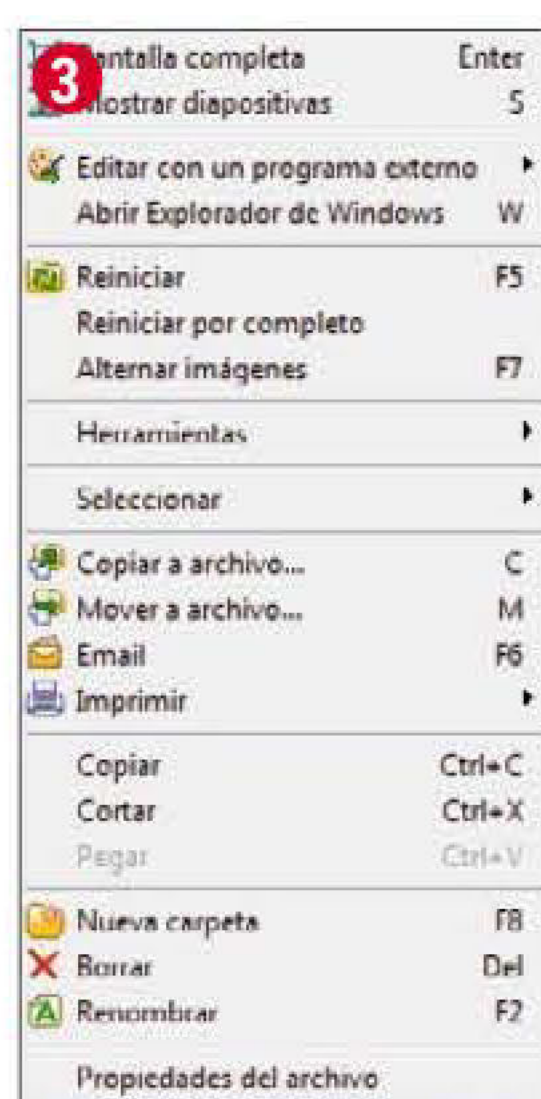 3
Pantalla completa Enter
Mostrar diapositivas S
Editar con un programa externo
Abrir Explorador de Windows W
Reiniciar F5
Reiniciar por completo
Alternar imágenes F7
Herramientas
Seleccionar
Copiar a archivo... C
Mover a archivo... M
Email F6
Imprimir
Copiar Ctrl+C
Cortar Ctrl+X
Pegar Ctrl+V
Nueva carpeta F8
Borrar Del
Renombrar F2
Propiedades del archivo